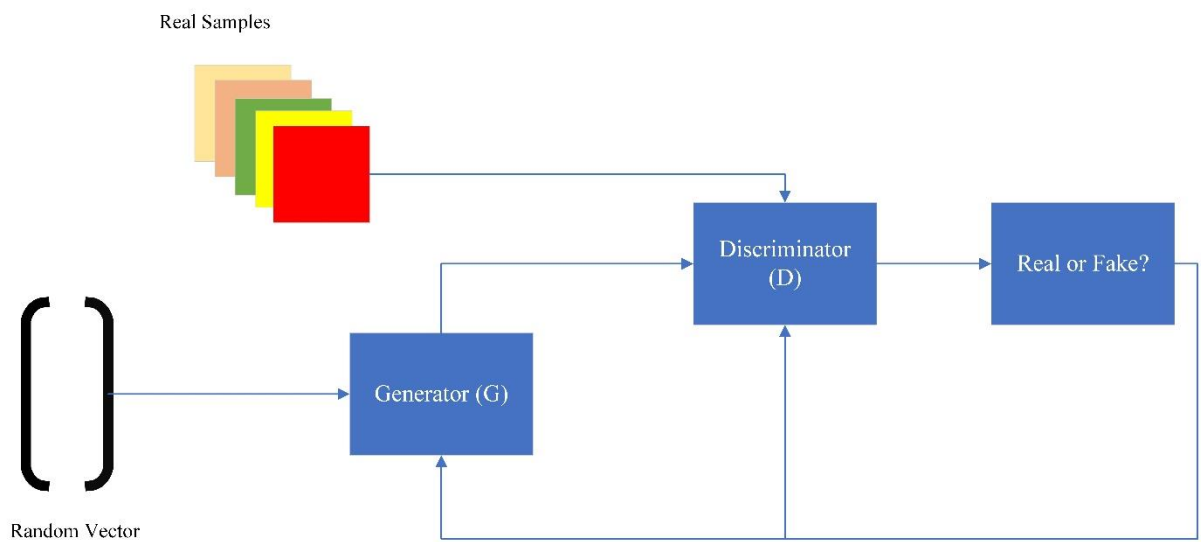 Real Samples
Discriminator
(D)
Real or Fake?
Generator (G)
Random Vector